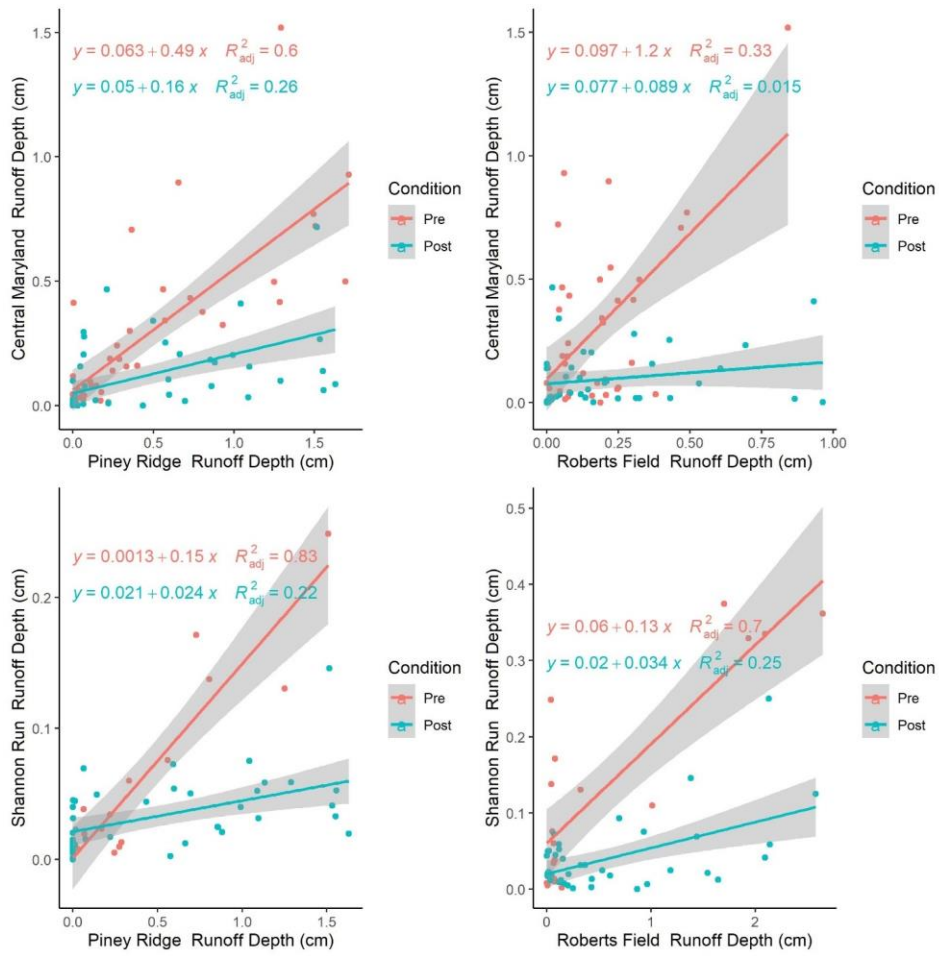 y = 0.063 + 0.49 x R²adj = 0.6
y = 0.05 + 0.16 x R²adj = 0.26
1.5
1.0
0.5
0.0
Central Maryland Runoff Depth (cm)
0.0 0.5 1.0 1.5
Piney Ridge Runoff Depth (cm)
Condition
a Pre
a Post
y = 0.097 + 1.2 x R²adj = 0.33
y = 0.077 + 0.089 x R²adj = 0.015
1.5
1.0
0.5
0.0
Central Maryland Runoff Depth (cm)
0.00 0.25 0.50 0.75 1.00
Roberts Field Runoff Depth (cm)
Condition
a Pre
a Post
y = 0.0013 + 0.15 x R²adj = 0.83
y = 0.021 + 0.024 x R²adj = 0.22
0.2
0.1
0.0
Shannon Run Runoff Depth (cm)
0.0 0.5 1.0 1.5
Piney Ridge Runoff Depth (cm)
Condition
a Pre
a Post
y = 0.06 + 0.13 x R²adj = 0.7
y = 0.02 + 0.034 x R²adj = 0.25
0.5
0.4
0.3
0.2
0.1
0.0
Shannon Run Runoff Depth (cm)
0 1 2
Roberts Field Runoff Depth (cm)
Condition
a Pre
a Post